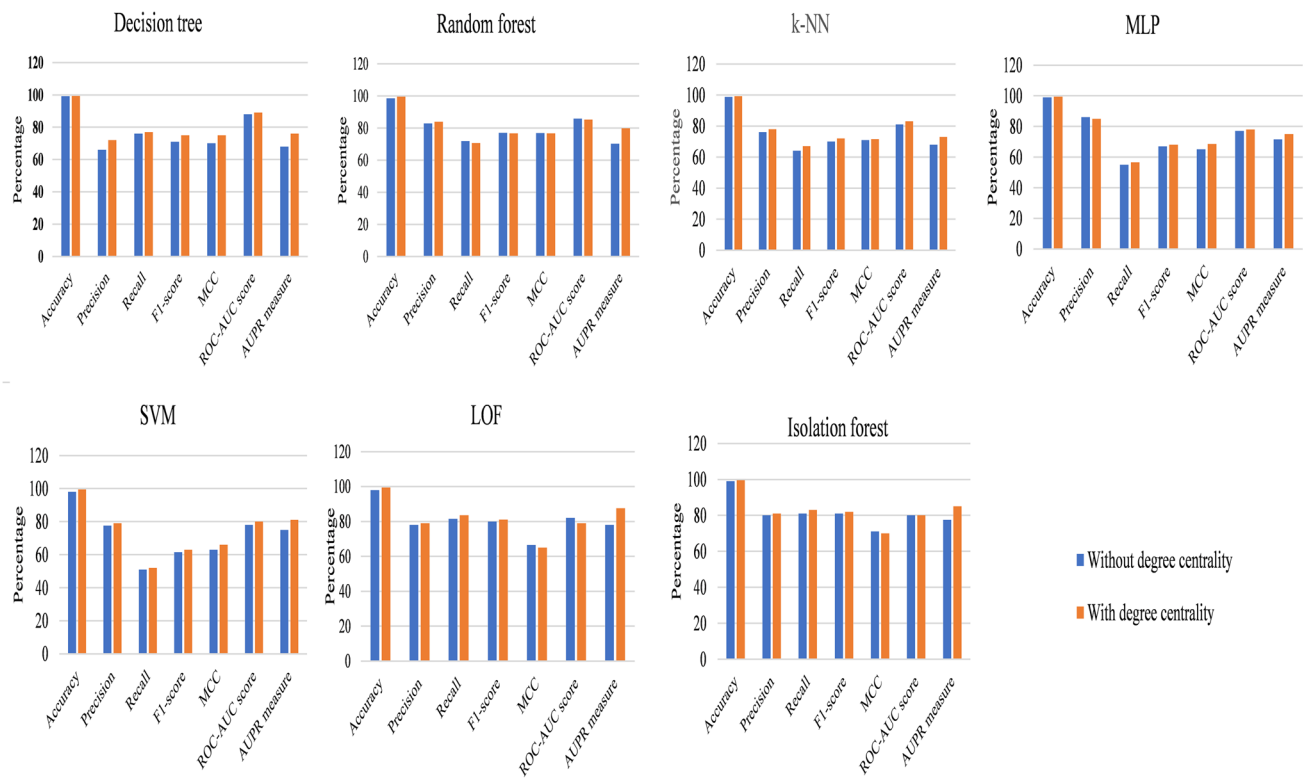 Decision tree
Percentage
120
100
80
60
40
20
0
Accuracy
Precision
Recall
F1-score
MCC
ROC-AUC score
AUPR measure
Random forest
Percentage
120
100
80
60
40
20
0
Accuracy
Precision
Recall
F1-score
MCC
ROC-AUC score
AUPR measure
k-NN
Percentage
120
100
80
60
40
20
0
Accuracy
Precision
Recall
F1-score
MCC
ROC-AUC score
AUPR measure
MLP
Percentage
120
100
80
60
40
20
0
Accuracy
Precision
Recall
F1-score
MCC
ROC-AUC score
AUPR measure
SVM
Percentage
120
100
80
60
40
20
0
Accuracy
Precision
Recall
F1-score
MCC
ROC-AUC score
AUPR measure
LOF
Percentage
120
100
80
60
40
20
0
Accuracy
Precision
Recall
F1-score
MCC
ROC-AUC score
AUPR measure
Isolation forest
Percentage
120
100
80
60
40
20
0
Accuracy
Precision
Recall
F1-score
MCC
ROC-AUC score
AUPR measure
Without degree centrality
With degree centrality